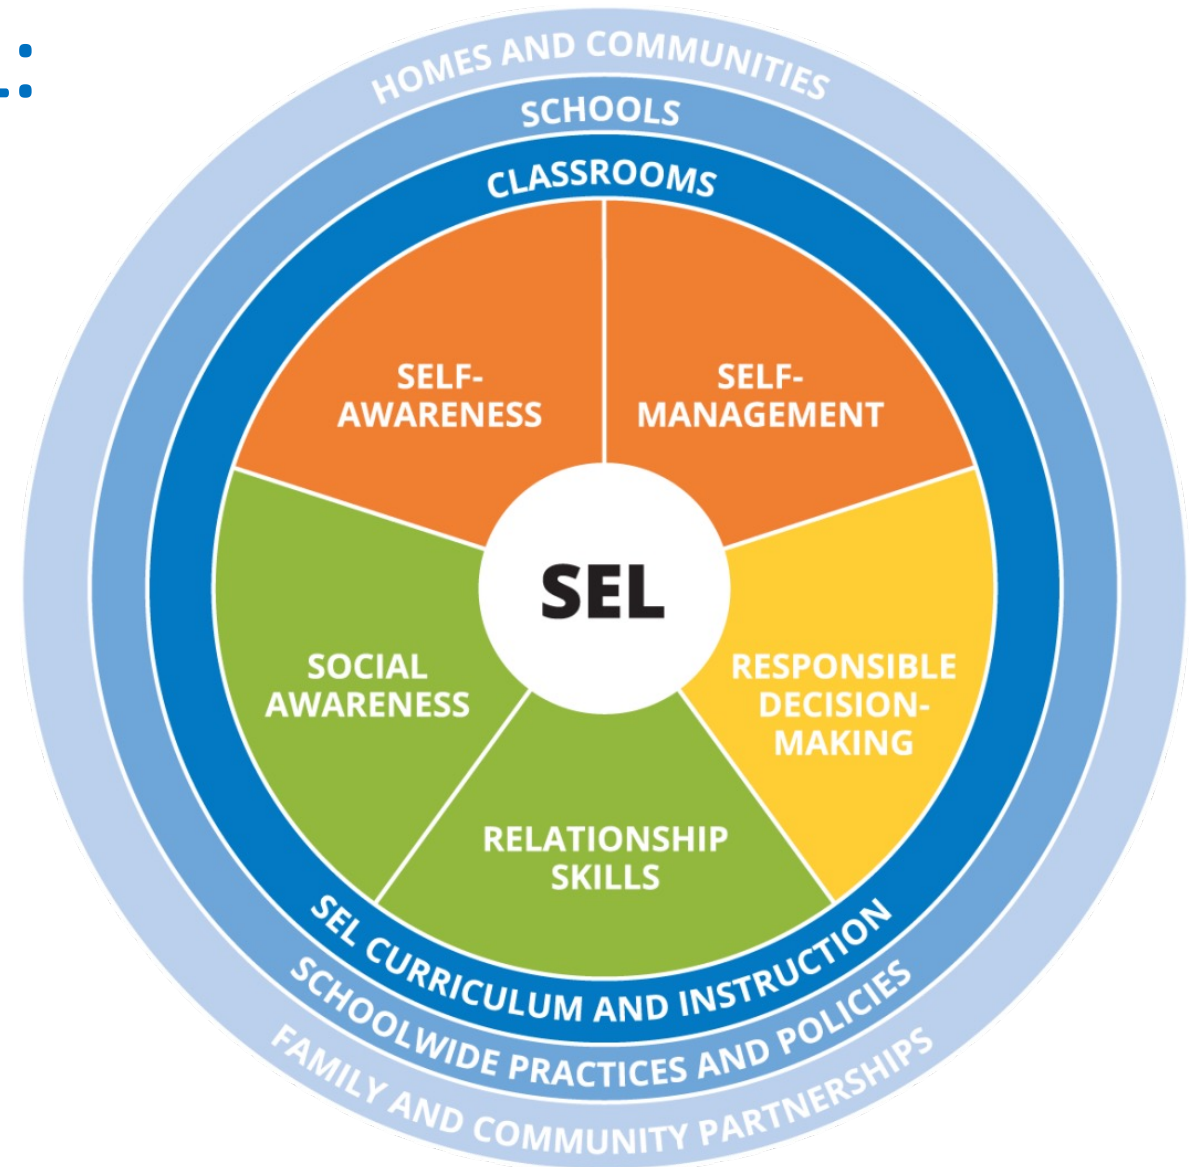 HOMES AND COMMUNITIES
SCHOOLS
CLASSROOMS
SELF-
AWARENESS
SELF-
MANAGEMENT
SEL
SOCIAL
AWARENESS
RESPONSIBLE
DECISION-
MAKING
RELATIONSHIP
SKILLS
SEL CURRICULUM AND INSTRUCTION
SCHOOLWIDE PRACTICES AND POLICIES
FAMILY AND COMMUNITY PARTNERSHIPS